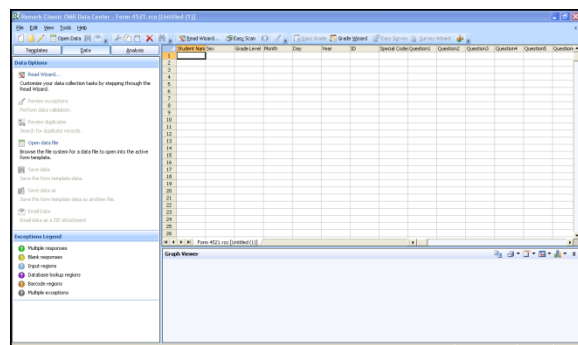 Remark Classic OMR Data Center - Form 4521.rco [Untitled (1)]
File Edit View Tools Help
Open Data Read Wizard... Easy Scan Easy Grade Grade Wizard Easy Survey Survey Wizard
Templates Data Analysis
Student Nam Sex Grade Level Month Day Year ID Special Code Question1 Question2 Question3 Question4 Question5 Question
Data Options
Read Wizard...
Customize your data collection tasks by stepping through the
Read Wizard.
Review exceptions
Perform data validation.
Review duplicates
Search for duplicate records.
Open data file
Browse the file system for a data file to open into the active
form template.
Save data
Save the form template data.
Save data as
Save the form template data as another file.
Email Data
Email data as a ZIP attachment
Exceptions Legend
Multiple responses
Blank responses
Input regions
Database lookup regions
Barcode regions
Multiple exceptions
1
2
3
4
5
6
7
8
9
10
11
12
13
14
15
16
17
18
19
20
21
22
23
24
25
26
Form 4521.rco [Untitled (1)]
Graph Viewer